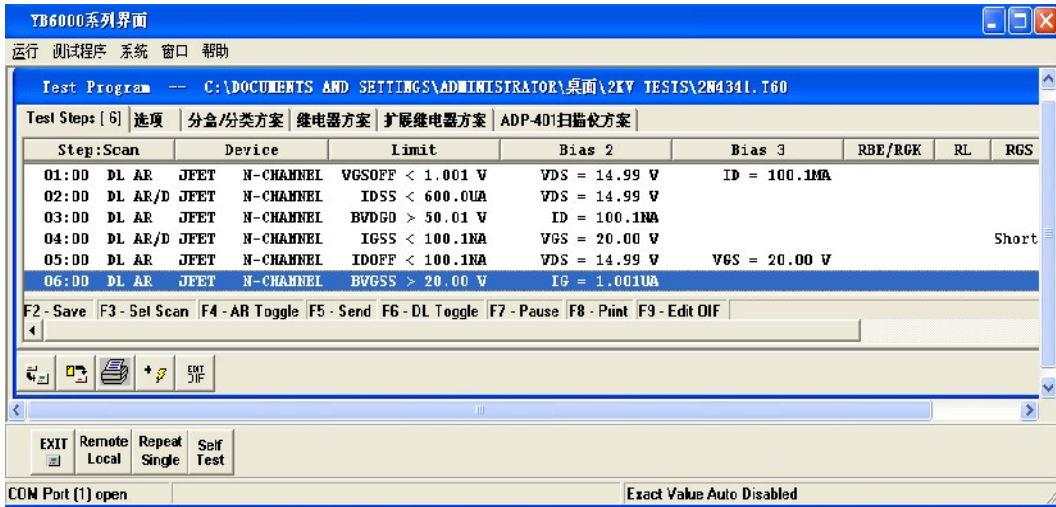 YB6000系列界面
运行 测试程序 系统 窗口 帮助
Test Program -- C:\DOCUMENTS AND SETTINGS\ADMINISTRATOR\桌面\2KV TESTS\2N4341.T60
Test Steps [ 6] 选项 分盒/分类方案 继电器方案 扩展继电器方案 ADP-401扫描仪方案
Step:Scan Device Limit Bias 2 Bias 3 RBE/RGK RL RGS
01:00 DL AR JFET N-CHANNEL VGSOFF < 1.001 V VDS = 14.99 V ID = 100.1MA
02:00 DL AR/D JFET N-CHANNEL IDSS < 600.0UA VDS = 14.99 V
03:00 DL AR JFET N-CHANNEL BVDGO > 50.01 V ID = 100.1NA
04:00 DL AR/D JFET N-CHANNEL IGSS < 100.1NA VGS = 20.00 V Short
05:00 DL AR JFET N-CHANNEL IDOFF < 100.1NA VDS = 14.99 V VGS = 20.00 V
06:00 DL AR JFET N-CHANNEL BVGSS > 20.00 V IG = 1.001UA
F2 - Save F3 - Set Scan F4 - AR Toggle F5 - Send F6 - DL Toggle F7 - Pause F8 - Print F9 - Edit OIF
EDIT OIF
EXIT Remote Local Repeat Single Self Test
COM Port (1) open Exact Value Auto Disabled